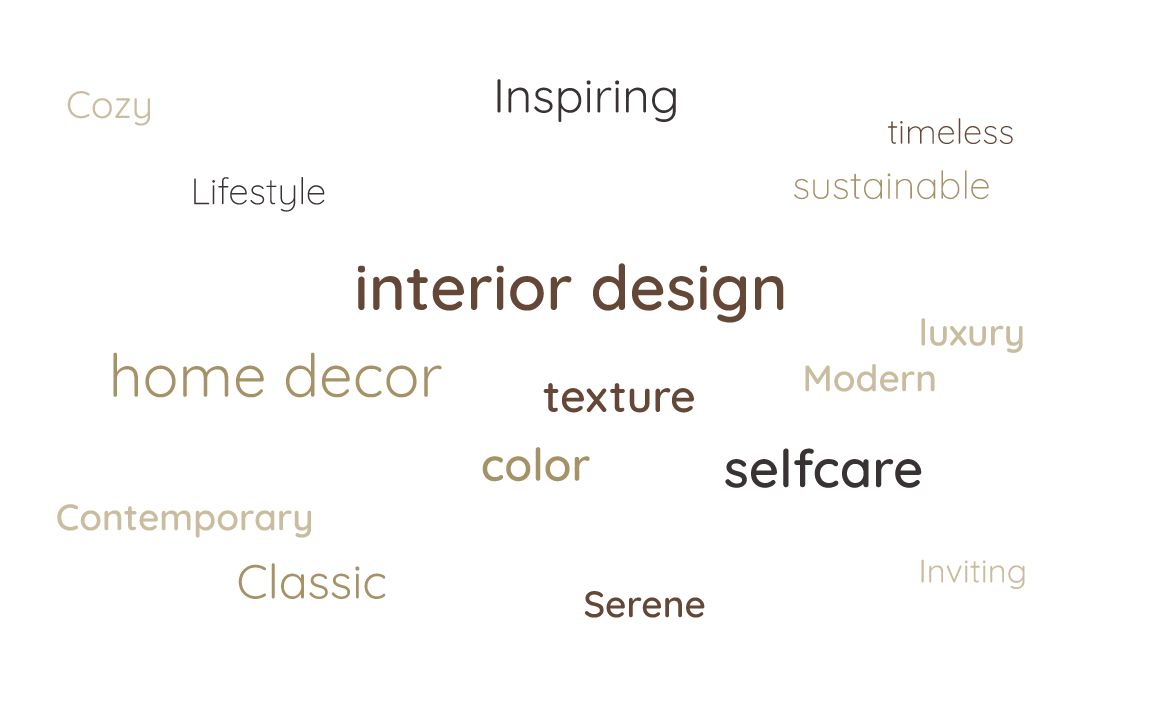 Inspiring
Cozy
timeless
sustainable
Lifestyle
interior design
luxury
home decor
Modern
texture
color
selfcare
Contemporary
Inviting
Classic
Serene